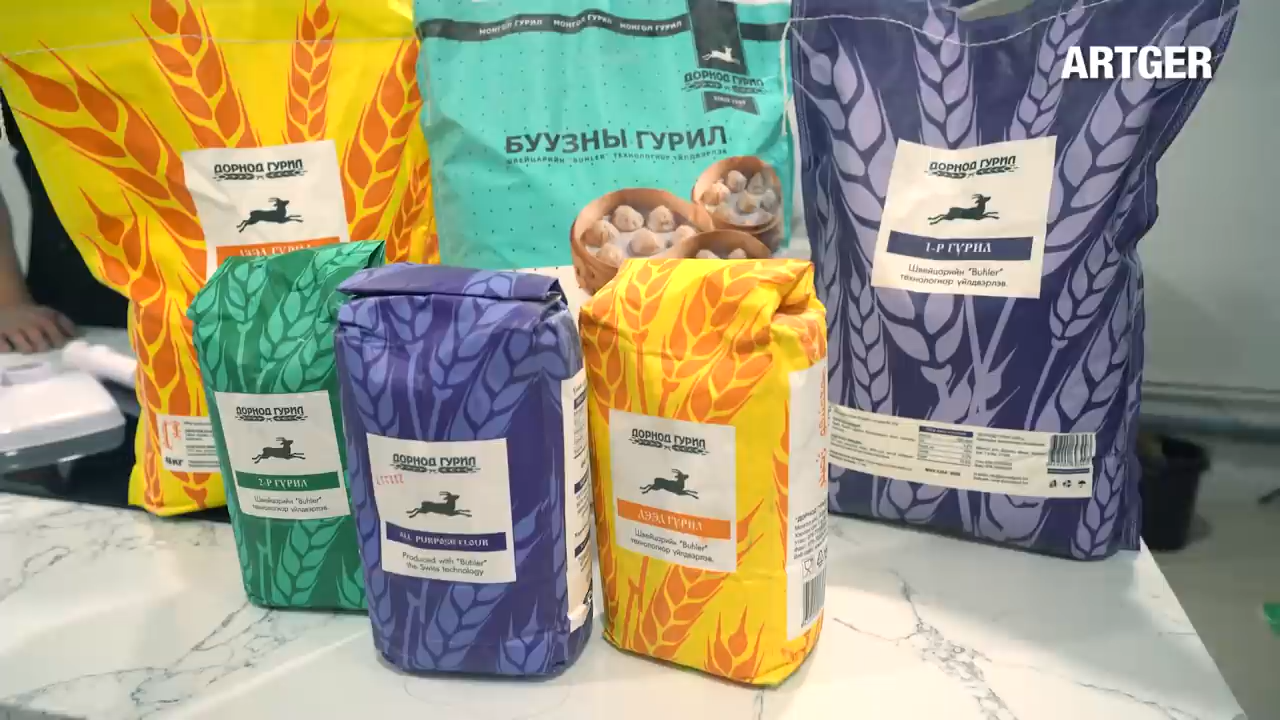 ARTGER
МОНГОЛ ГУРИЛ МОНГОЛ ГУРИЛ МОНГОЛ ГУРИЛ
ДОРНОД ГУРИЛ
БУУЗНЫ ГУРИЛ
ШВЕЙЦАРИЙН "BUHLER" ТЕХНОЛОГИОР ҮЙЛДВЭРЛЭВ
ДОРНОД ГУРИЛ
ДЭЭД ГУРИЛ
ДОРНОД ГУРИЛ
1-Р ГУРИЛ
Швейцарийн "Buhler"
технологиор үйлдвэрлэв.
ДОРНОД ГУРИЛ
2-Р ГУРИЛ
Швейцарийн "Buhler"
технологиор үйлдвэрлэв.
ДОРНОД ГУРИЛ
ALL PURPOSE FLOUR
Produced with "Buhler"
the Swiss technology
ДОРНОД ГУРИЛ
ДЭЭД ГУРИЛ
Швейцарийн "Buhler"
технологиор үйлдвэрлэв.